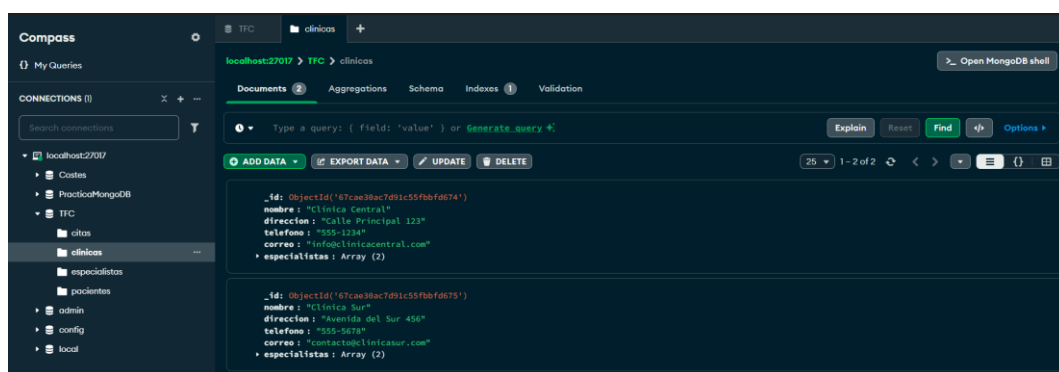 Compass
My Queries
CONNECTIONS (1)
Search connections
localhost:27017
Costes
PracticaMongoDB
TFC
citas
clinicas
especialistas
pacientes
admin
config
local
TFC
clinicas
localhost:27017 > TFC > clinicas
>_ Open MongoDB shell
Documents 2 Aggregations Schema Indexes 1 Validation
Type a query: { field: 'value' } or Generate query
Explain Reset Find </> Options
ADD DATA EXPORT DATA UPDATE DELETE
25 1 – 2 of 2 {}
_id: ObjectId('67cae30ac7d91c55fbbfd674')
nombre : "Clínica Central"
direccion : "Calle Principal 123"
telefono : "555-1234"
correo : "info@clinicacentral.com"
especialistas : Array (2)
_id: ObjectId('67cae30ac7d91c55fbbfd675')
nombre : "Clínica Sur"
direccion : "Avenida del Sur 456"
telefono : "555-5678"
correo : "contacto@clinicasur.com"
especialistas : Array (2)